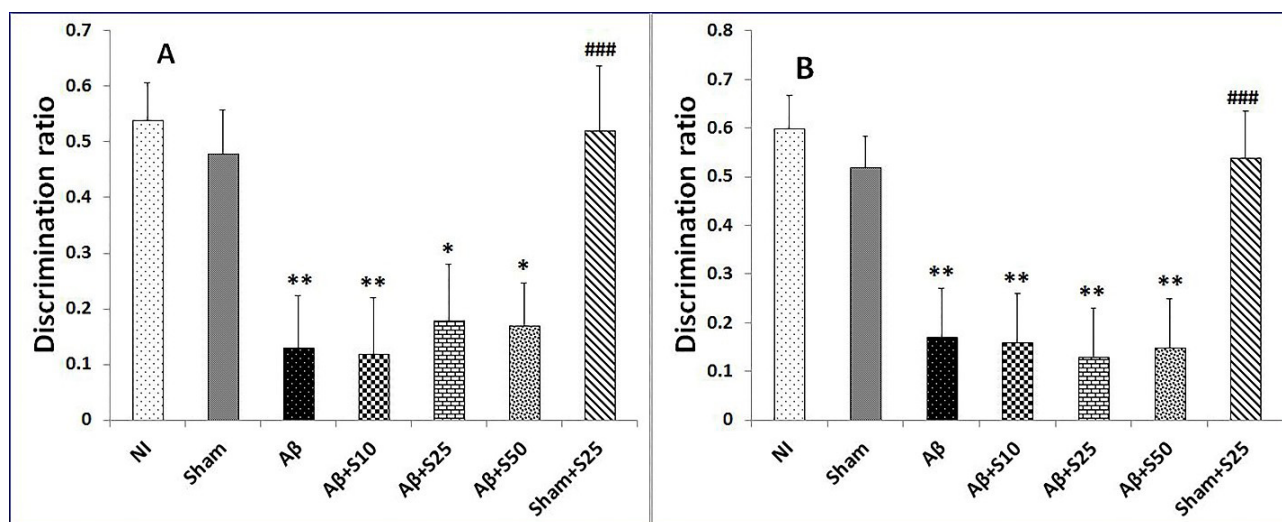 A
Discrimination ratio
0.7
0.6
0.5
0.4
0.3
0.2
0.1
0
**
**
*
*
###
NI
Sham
Aβ
Aβ+S10
Aβ+S25
Aβ+S50
Sham+S25
B
Discrimination ratio
0.8
0.7
0.6
0.5
0.4
0.3
0.2
0.1
0
**
**
**
**
###
NI
Sham
Aβ
Aβ+S10
Aβ+S25
Aβ+S50
Sham+S25